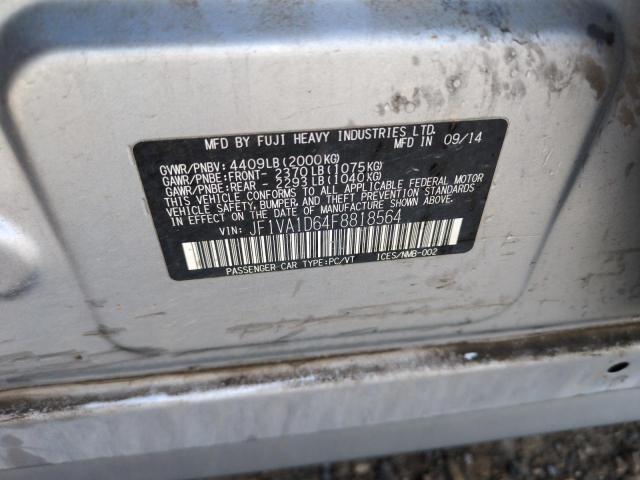 MFD BY FUJI HEAVY INDUSTRIES LTD.
MFD IN 09/14
GVWR/PNBV: 4409LB(2000KG)
GAWR/PNBE:FRONT- 2370LB(1075KG)
GAWR/PNBE:REAR - 2293LB(1040KG)
THIS VEHICLE CONFORMS TO ALL APPLICABLE FEDERAL MOTOR
VEHICLE SAFETY, BUMPER, AND THEFT PREVENTION STANDARDS
IN EFFECT ON THE DATE OF MANUFACTURE SHOWN ABOVE.
VIN: JF1VA1D64F8818564
PASSENGER CAR TYPE:PC/VT ICES/NMB-002